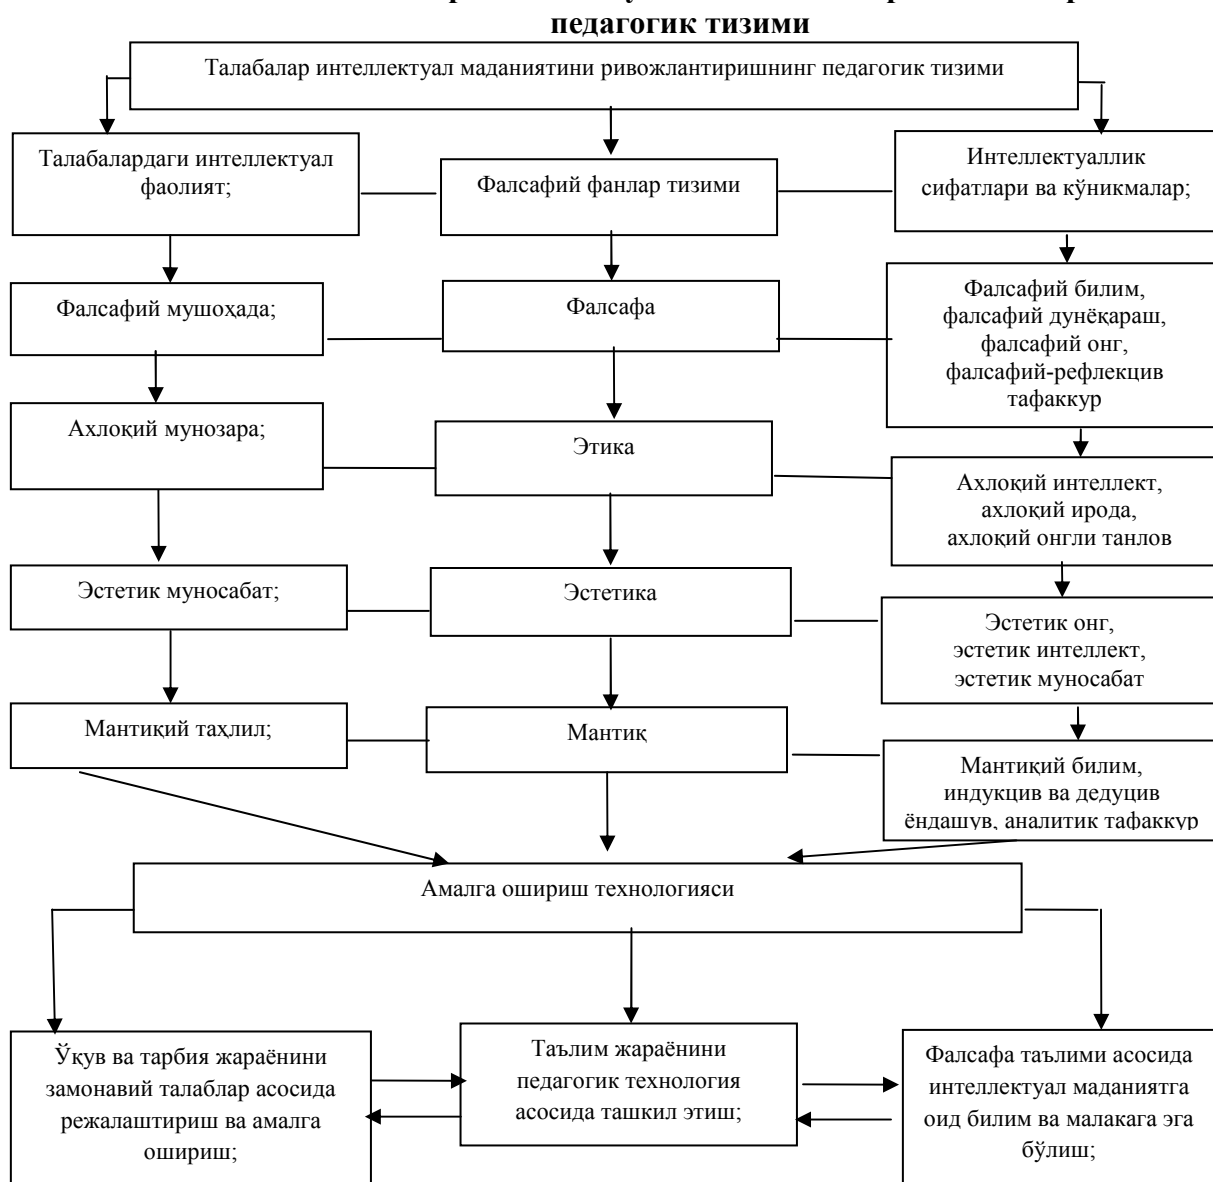 педагогик тизими
Талабалар интеллектуал маданиятини ривожлантиришнинг педагогик тизими
Талабалардаги интеллектуал
фаолият;
Фалсафий фанлар тизими
Интеллектуаллик
сифатлари ва кўникмалар;
Фалсафий мушоҳада;
Фалсафа
Фалсафий билим,
фалсафий дунёқараш,
фалсафий онг,
фалсафий-рефлекцив
тафаккур
Ахлоқий мунозара;
Этика
Ахлоқий интеллект,
ахлоқий ирода,
ахлоқий онгли танлов
Эстетик муносабат;
Эстетика
Эстетик онг,
эстетик интеллект,
эстетик муносабат
Мантиқий таҳлил;
Мантиқ
Мантиқий билим,
индукцив ва дедуцив
ёндашув, аналитик тафаккур
Амалга ошириш технологияси
Ўқув ва тарбия жараёнини
замонавий талаблар асосида
режалаштириш ва амалга
ошириш;
Таълим жараёнини
педагогик технология
асосида ташкил этиш;
Фалсафа таълими асосида
интеллектуал маданиятга
оид билим ва малакага эга
бўлиш;